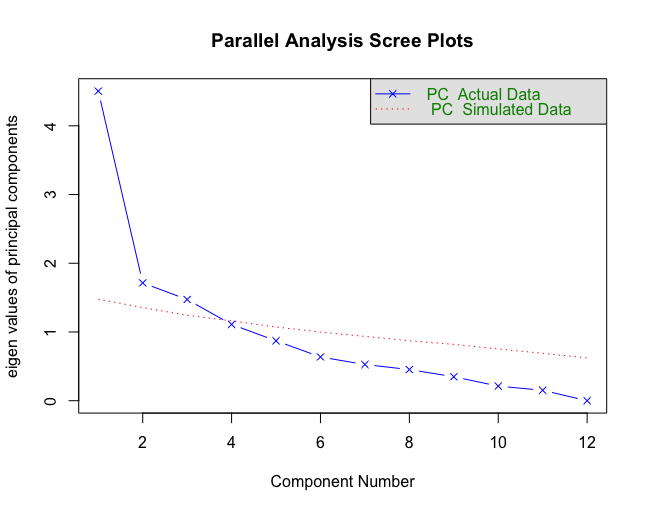 Parallel Analysis Scree Plots
PC  Actual Data
PC  Simulated Data
eigen values of principal components
4
3
2
1
0
2 4 6 8 10 12
Component Number